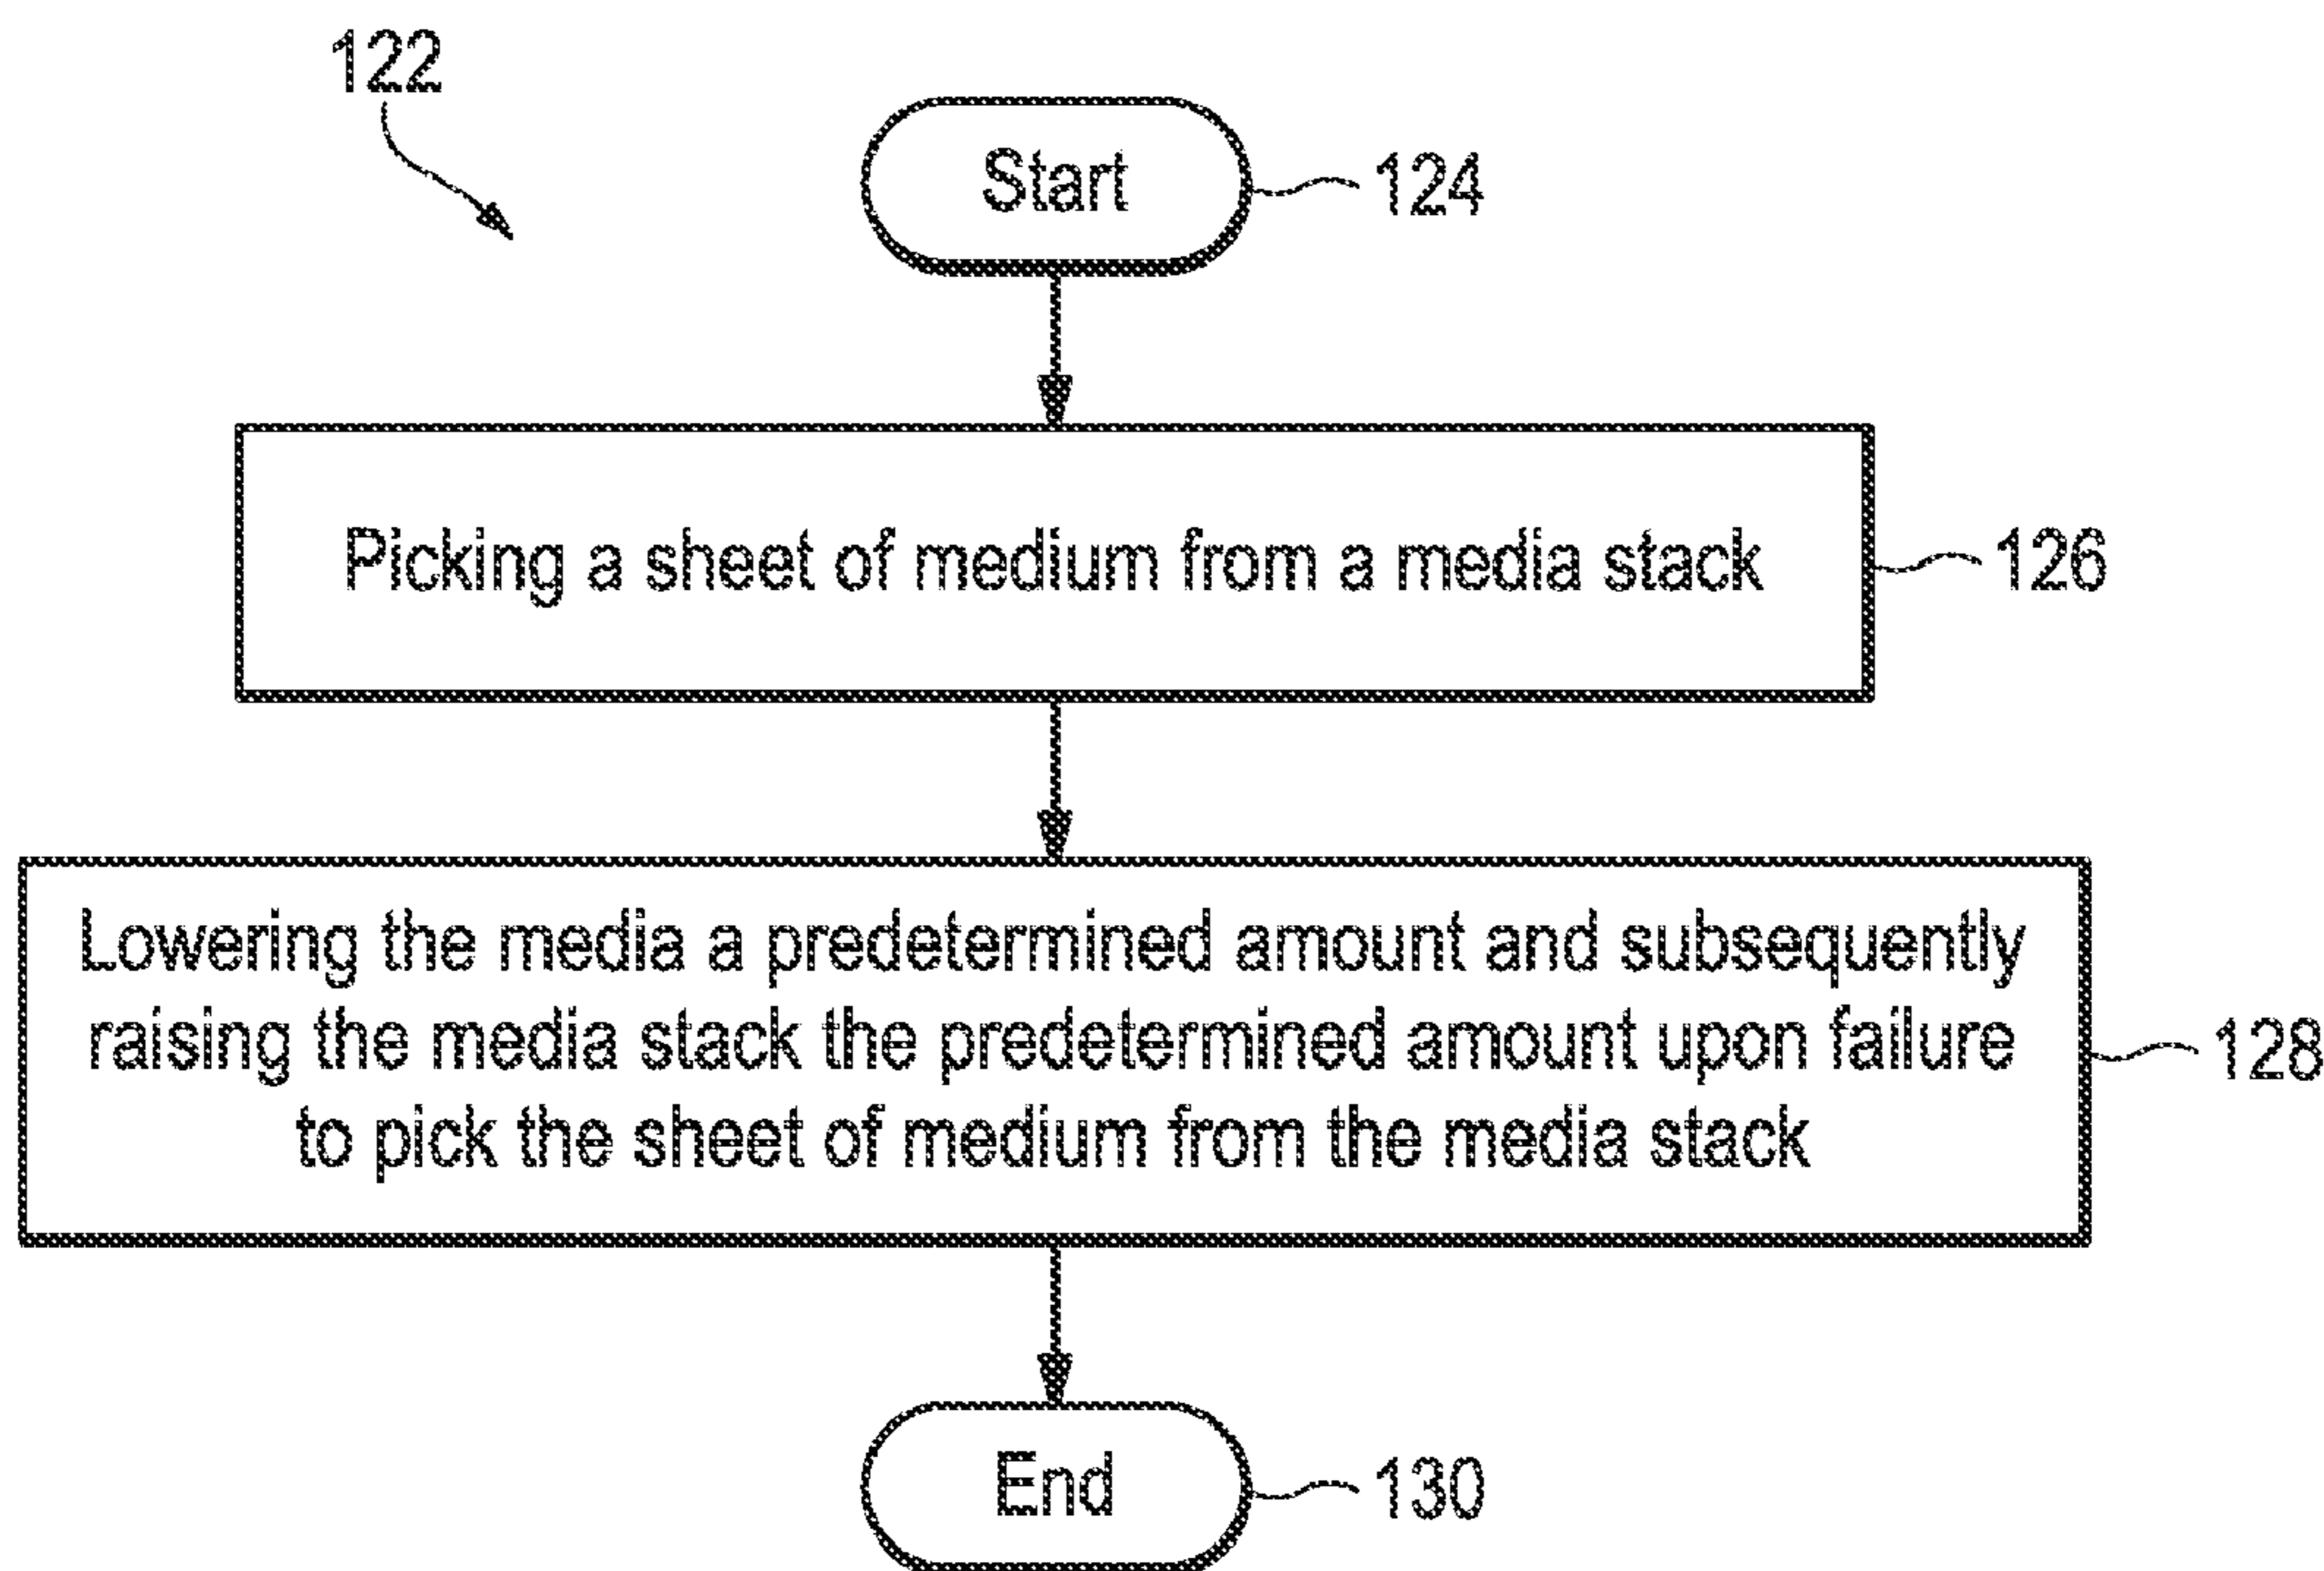 122
Start
124
Picking a sheet of medium from a media stack
126
Lowering the media a predetermined amount and subsequently
raising the media stack the predetermined amount upon failure
to pick the sheet of medium from the media stack
128
End
130